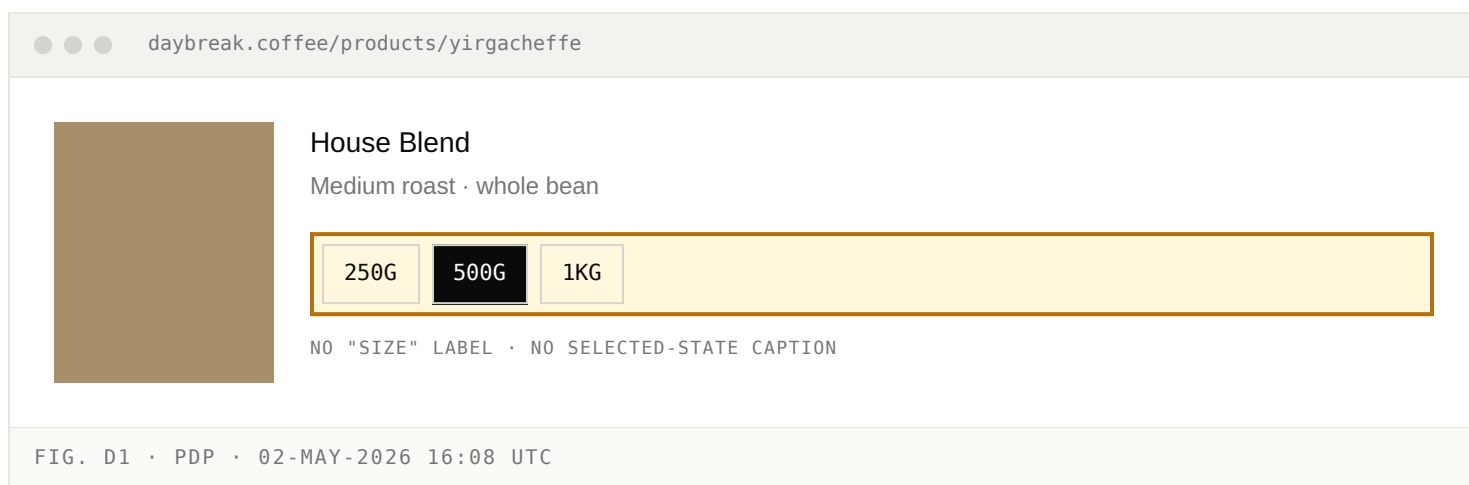 daybreak.coffee/products/yirgacheffe
House Blend
Medium roast · whole bean
250G 500G 1KG
NO "SIZE" LABEL · NO SELECTED-STATE CAPTION
FIG. D1 · PDP · 02-MAY-2026 16:08 UTC